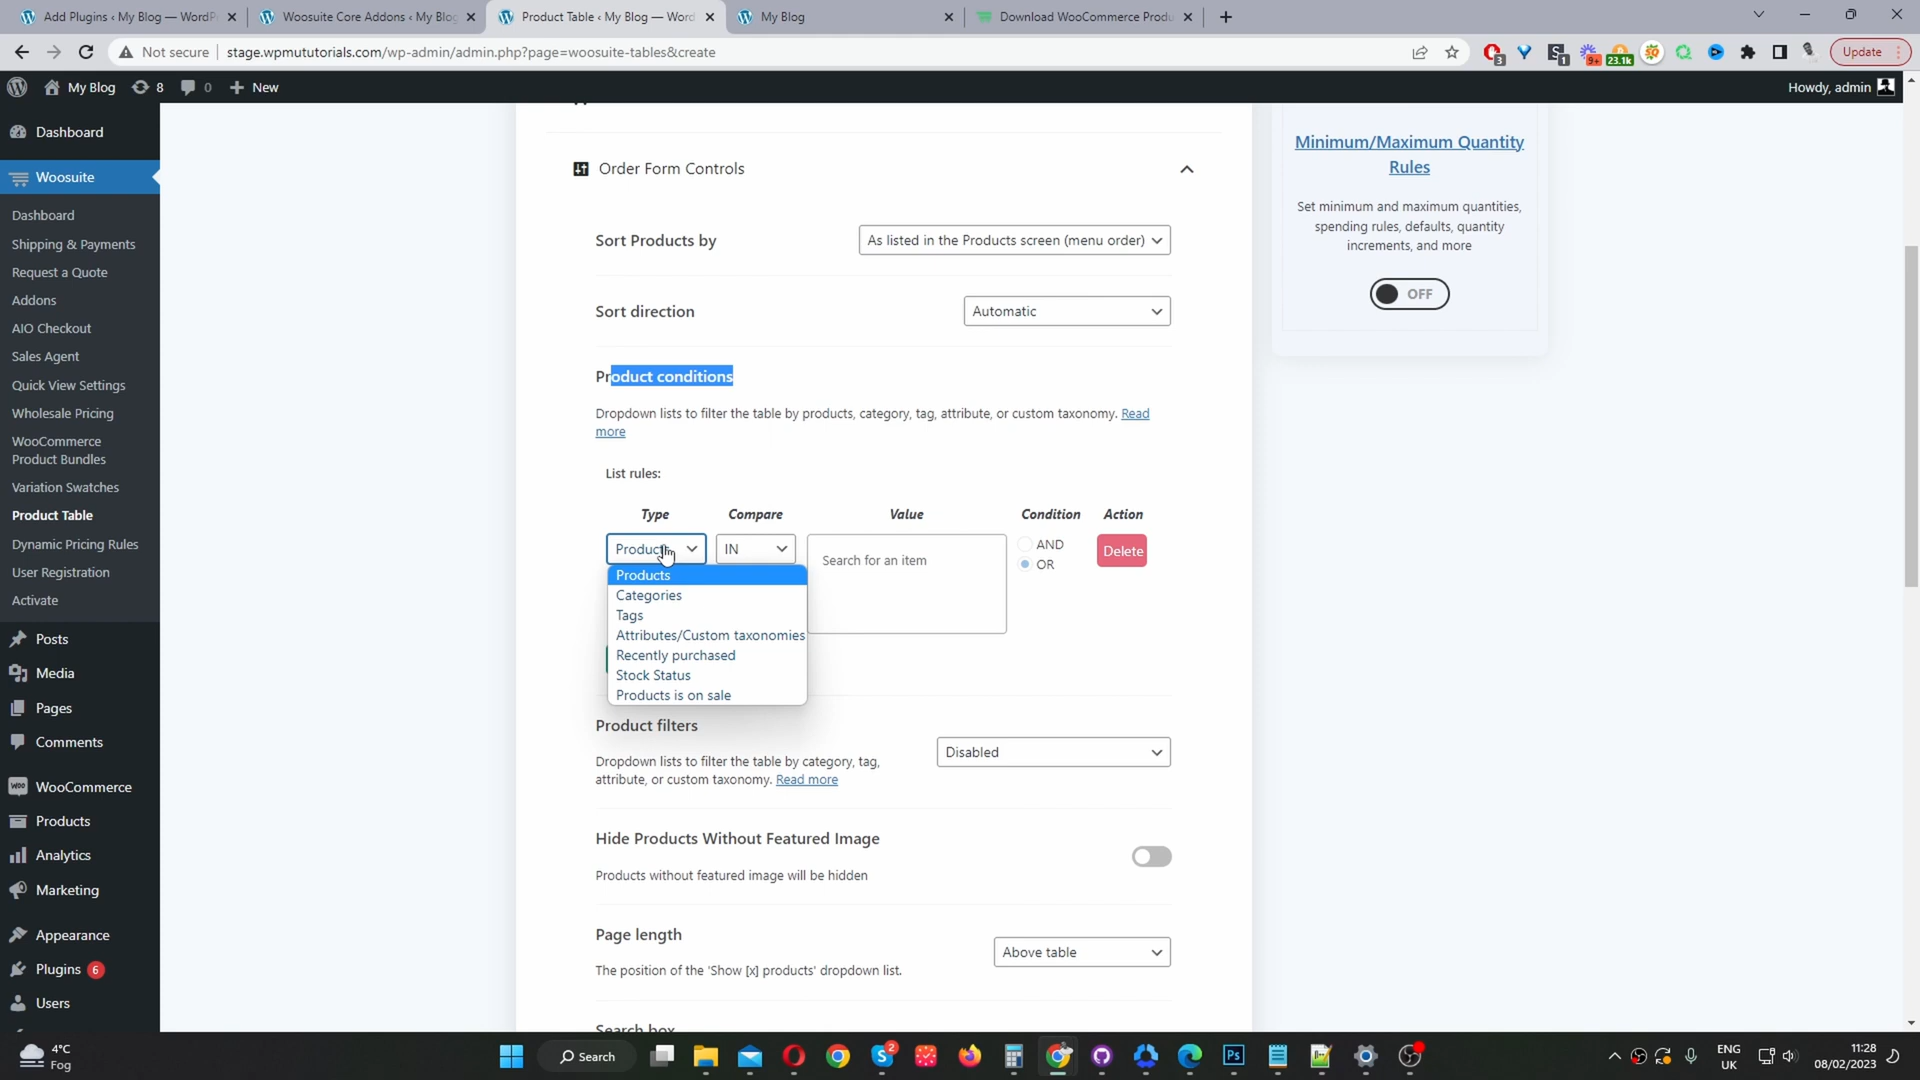 Add Plugins ‹ My Blog — WordP
Woosuite Core Addons ‹ My Blog
Product Table ‹ My Blog — Word
My Blog
Download WooCommerce Produ
Not secure
stage.wpmututorials.com/wp-admin/admin.php?page=woosuite-tables&create
3
1
9+
23.1k
Update
My Blog
8
0
New
Howdy, admin
Dashboard
Woosuite
Dashboard
Shipping & Payments
Request a Quote
Addons
AIO Checkout
Sales Agent
Quick View Settings
Wholesale Pricing
WooCommerce
Product Bundles
Variation Swatches
Product Table
Dynamic Pricing Rules
User Registration
Activate
Posts
Media
Pages
Comments
WooCommerce
Products
Analytics
Marketing
Appearance
Plugins 6
Users
Order Form Controls
Sort Products by
As listed in the Products screen (menu order)
Sort direction
Automatic
Product conditions
Dropdown lists to filter the table by products, category, tag, attribute, or custom taxonomy. Read
more
List rules:
Type Compare Value Condition Action
Products
IN
Search for an item
AND
OR
Delete
Products
Categories
Tags
Attributes/Custom taxonomies
Recently purchased
Stock Status
Products is on sale
Product filters
Dropdown lists to filter the table by category, tag,
attribute, or custom taxonomy. Read more
Disabled
Hide Products Without Featured Image
Products without featured image will be hidden
Page length
The position of the 'Show [x] products' dropdown list.
Above table
Search box
Minimum/Maximum Quantity
Rules
Set minimum and maximum quantities,
spending rules, defaults, quantity
increments, and more
OFF
4°C
Fog
Search
2
Ps
ENG
UK
11:28
08/02/2023